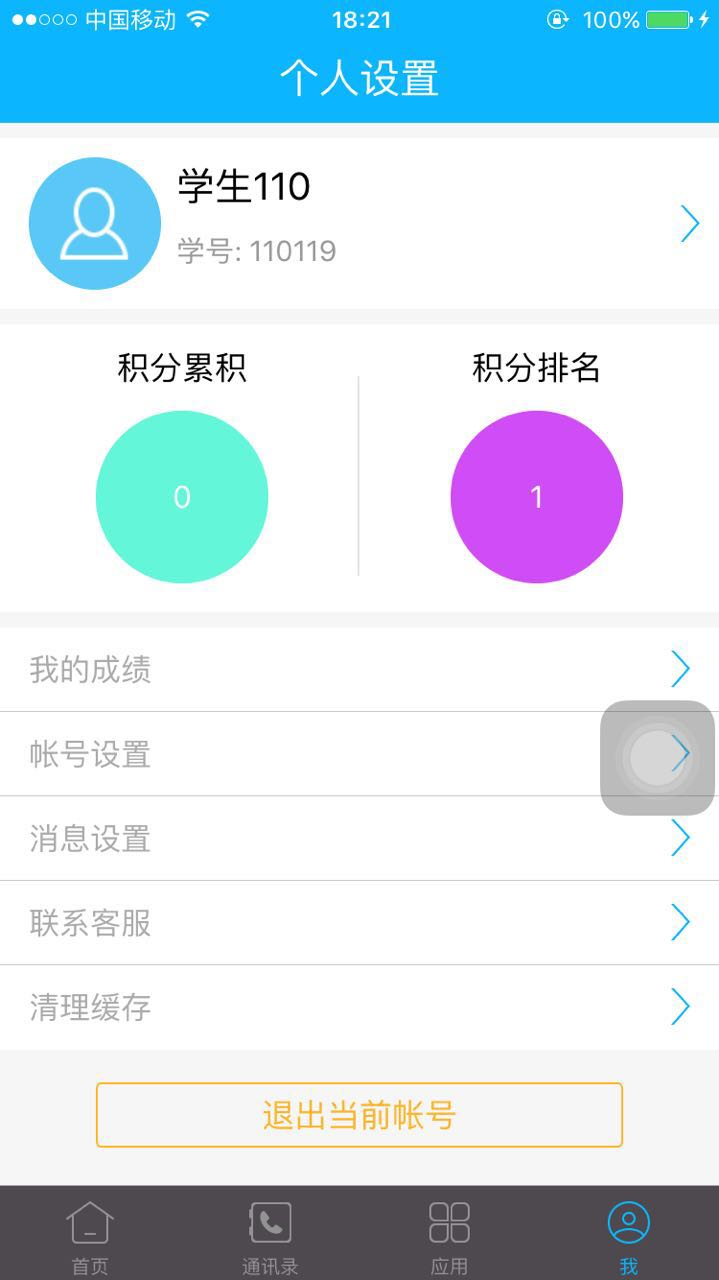 中国移动 18:21 100%
个人设置
学生110
学号: 110119
积分累积 积分排名
0 1
我的成绩
帐号设置
消息设置
联系客服
清理缓存
退出当前帐号
首页 通讯录 应用 我